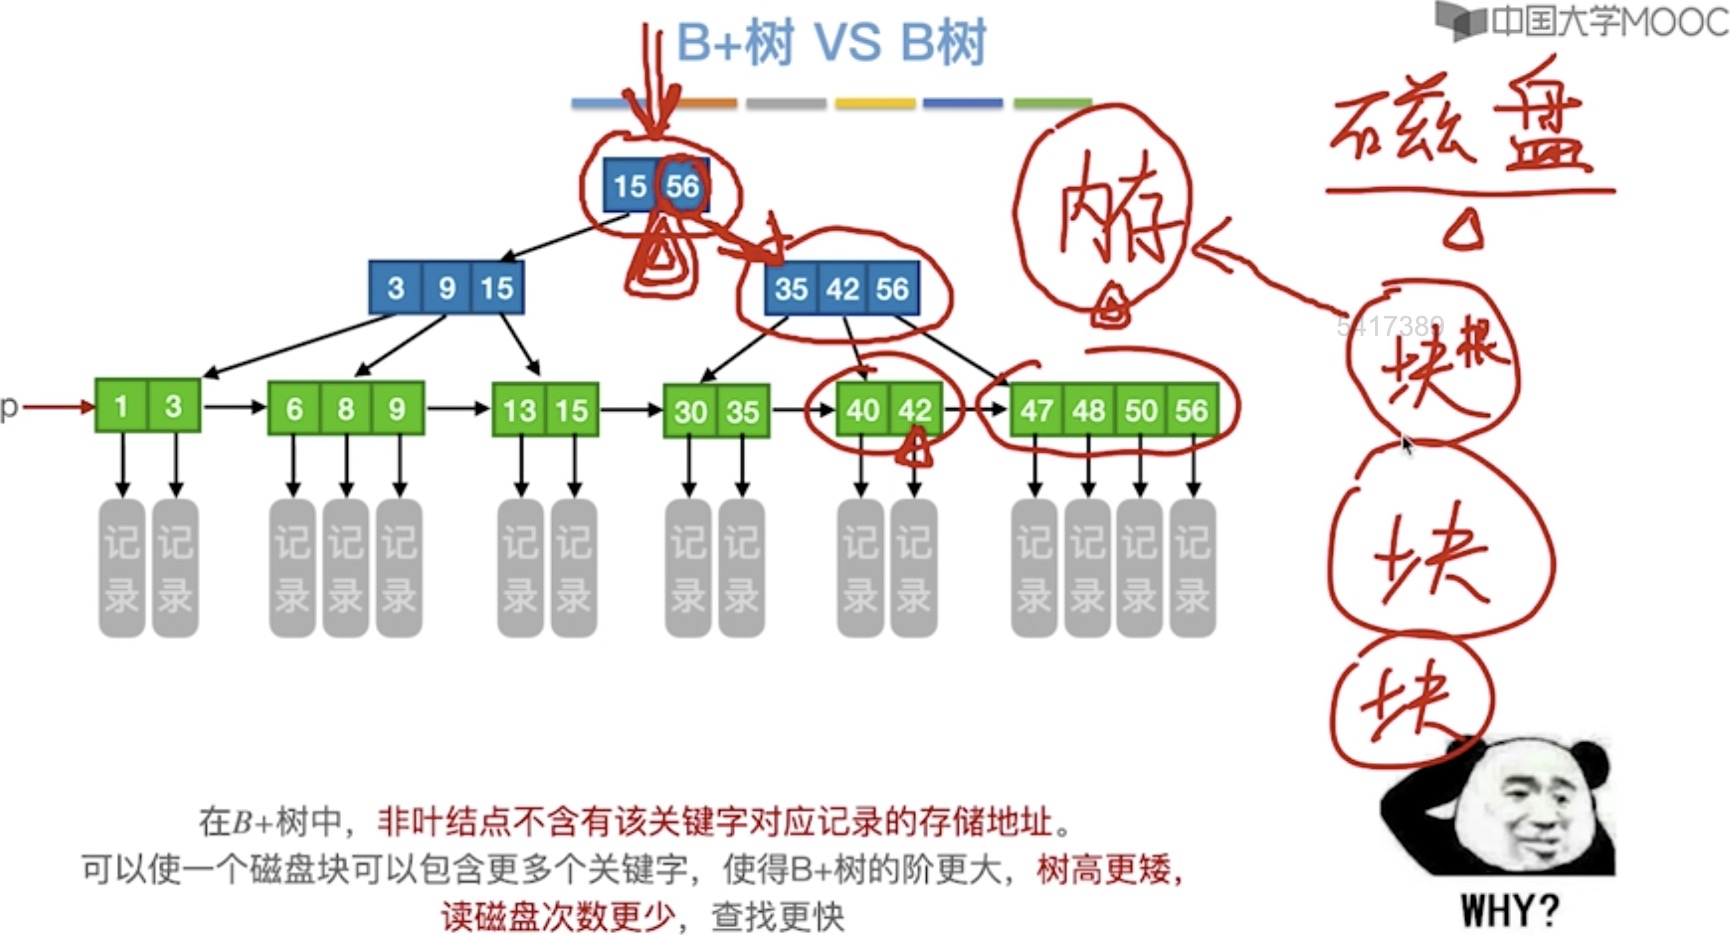 中国大学MOOC
B+树 VS B树
磁盘
15 56
内存
3 9 15
35 42 56
5417389
块根
p
1 3
6 8 9
13 15
30 35
40 42
47 48 50 56
记录 记录 记录 记录 记录 记录 记录 记录 记录 记录 记录 记录 记录 记录 记录
块
块
在B+树中，非叶结点不含有该关键字对应记录的存储地址。
可以使一个磁盘块可以包含更多个关键字，使得B+树的阶更大，树高更矮，
读磁盘次数更少，查找更快
WHY?